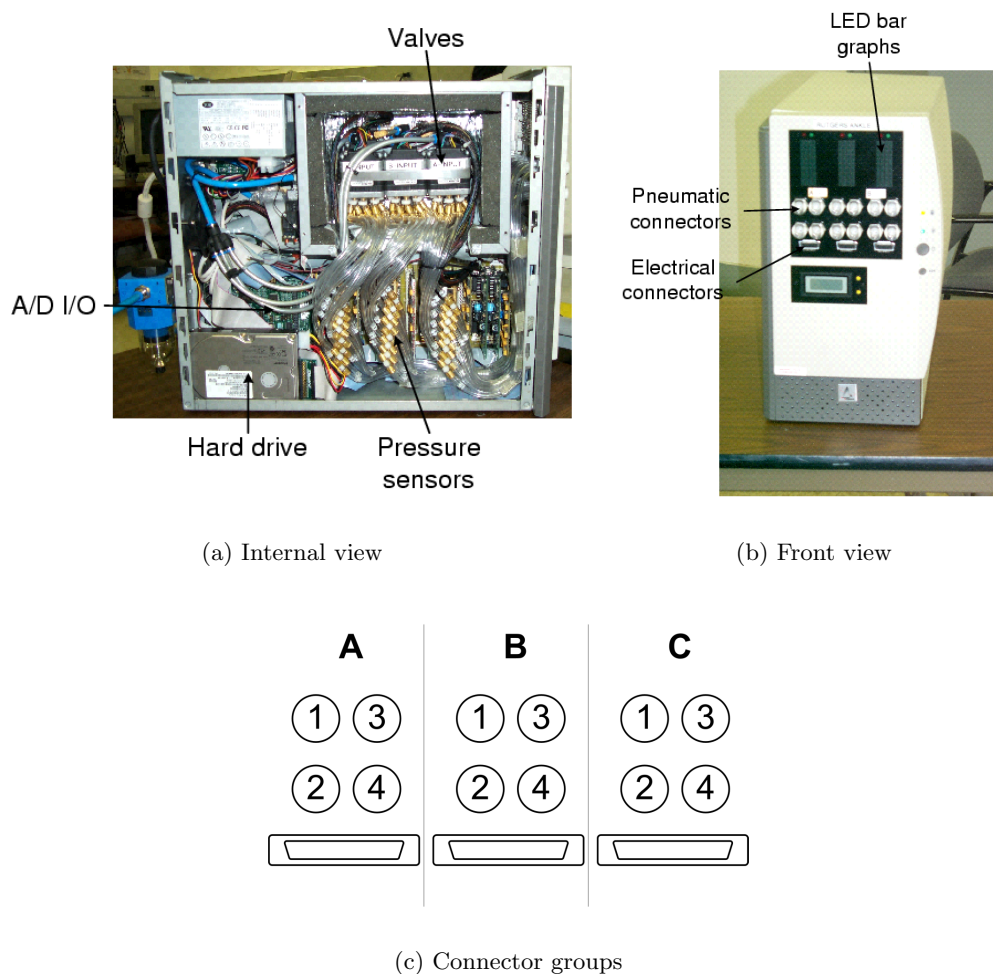 Valves
A/D I/O
Hard drive
Pressure
sensors
(a) Internal view
LED bar
graphs
Pneumatic
connectors
Electrical
connectors
(b) Front view
A B C
1 3 1 3 1 3
2 4 2 4 2 4
(c) Connector groups